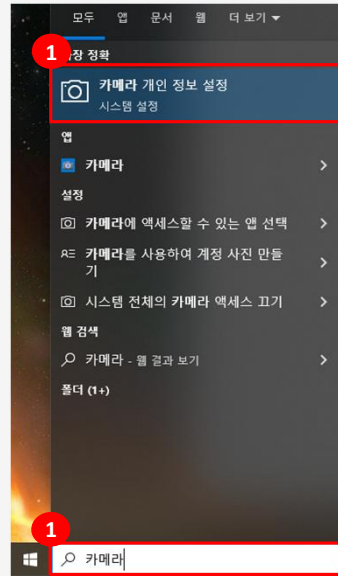 모두 앱 문서 웹 더 보기
1
장 정확
카메라 개인 정보 설정
시스템 설정
앱
카메라
설정
카메라에 액세스할 수 있는 앱 선택
카메라를 사용하여 계정 사진 만들
기
시스템 전체의 카메라 액세스 끄기
웹 검색
카메라 - 웹 결과 보기
폴더 (1+)
1
카메라